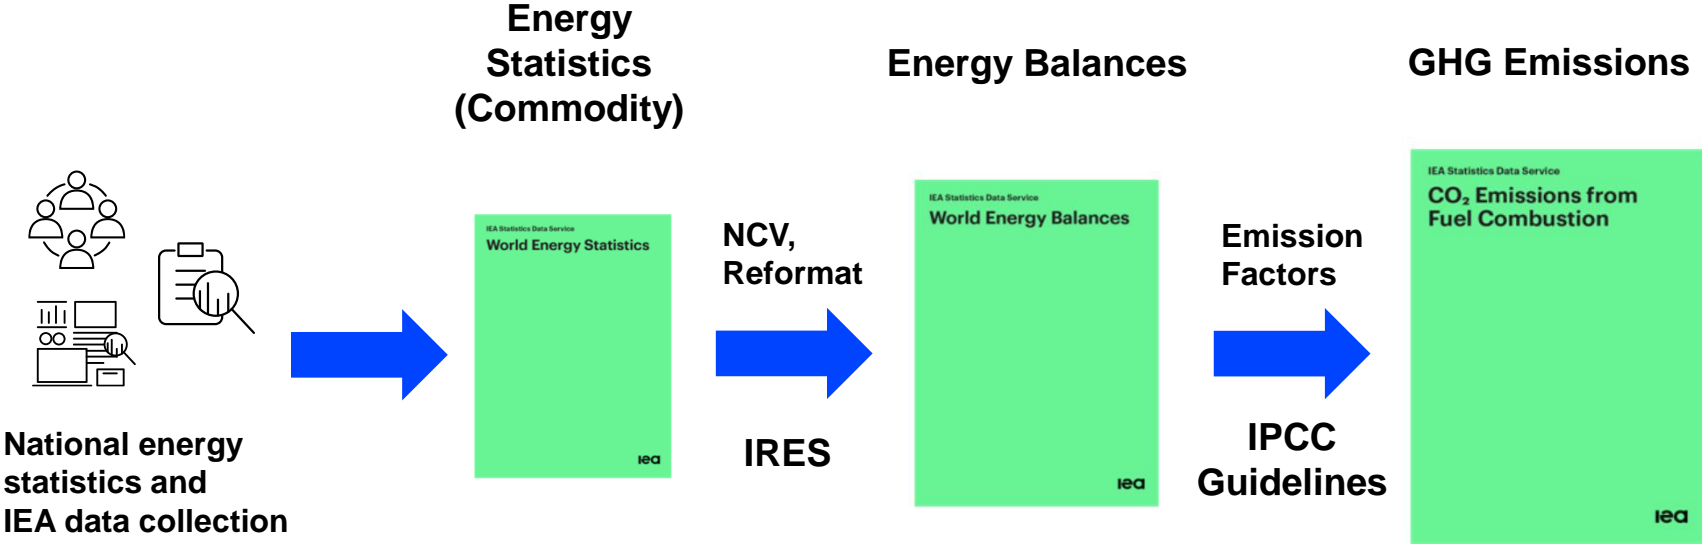 Energy
Statistics
(Commodity)
Energy Balances
GHG Emissions
IEA Statistics Data Service
World Energy Statistics
iea
NCV,
Reformat
IRES
IEA Statistics Data Service
World Energy Balances
iea
Emission
Factors
IPCC
Guidelines
IEA Statistics Data Service
CO₂ Emissions from
Fuel Combustion
iea
National energy
statistics and
IEA data collection